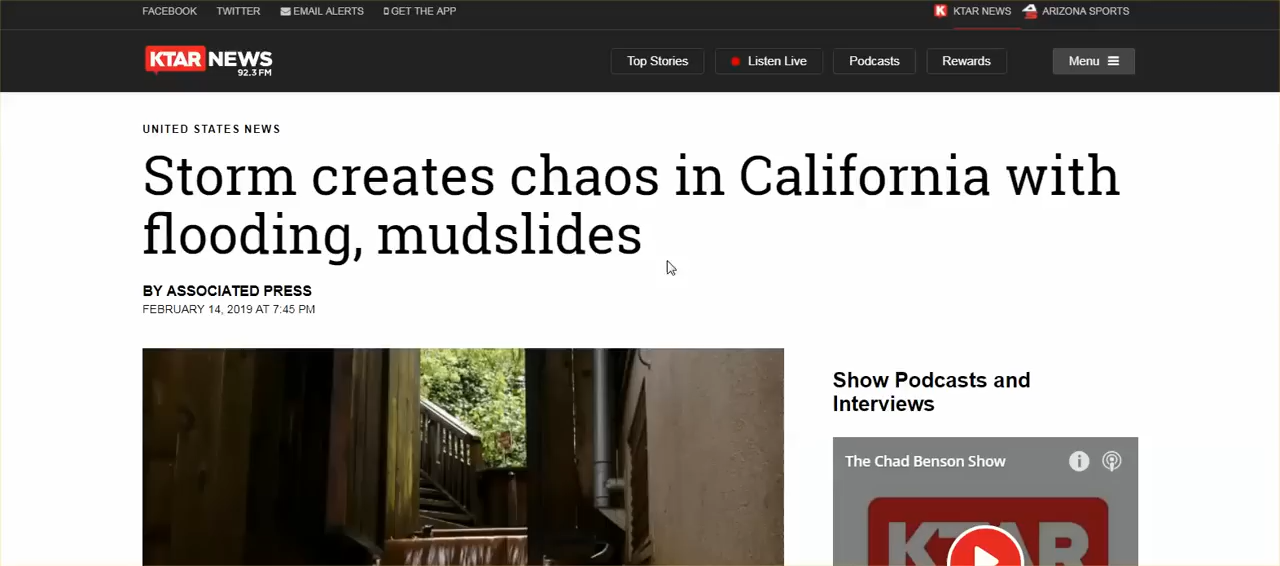 FACEBOOK TWITTER EMAIL ALERTS GET THE APP KTAR NEWS ARIZONA SPORTS
KTAR NEWS
92.3 FM
Top Stories Listen Live Podcasts Rewards Menu
UNITED STATES NEWS
Storm creates chaos in California with
flooding, mudslides
BY ASSOCIATED PRESS
FEBRUARY 14, 2019 AT 7:45 PM
Show Podcasts and
Interviews
The Chad Benson Show
KTAR